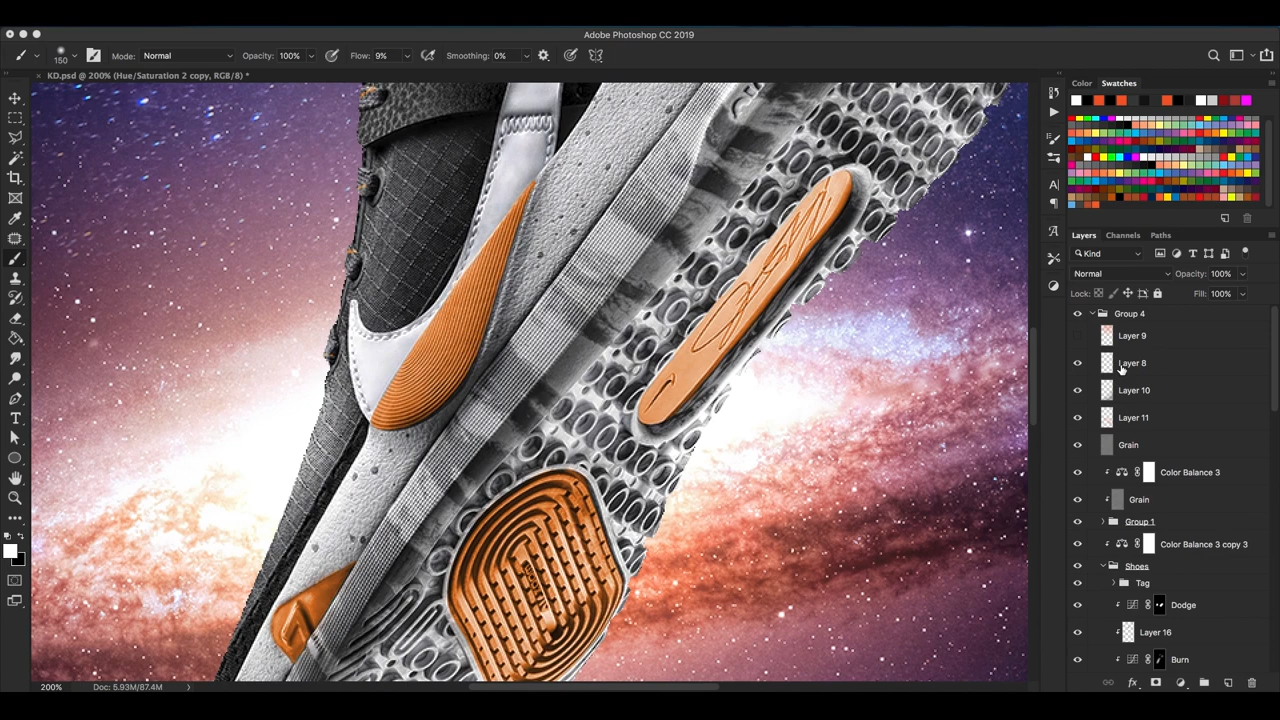 Adobe Photoshop CC 2019
150 Mode: Normal Opacity: 100% Flow: 9% Smoothing: 0%
× KD.psd @ 200% (Hue/Saturation 2 copy, RGB/8) *
Color Swatches
Layers Channels Paths
Kind
Normal Opacity: 100%
Lock: Fill: 100%
Group 4
Layer 9
Layer 8
Layer 10
Layer 11
Grain
Color Balance 3
Grain
Group 1
Color Balance 3 copy 3
Shoes
Tag
Dodge
Layer 16
Burn
200% Doc: 5.93M/87.4M